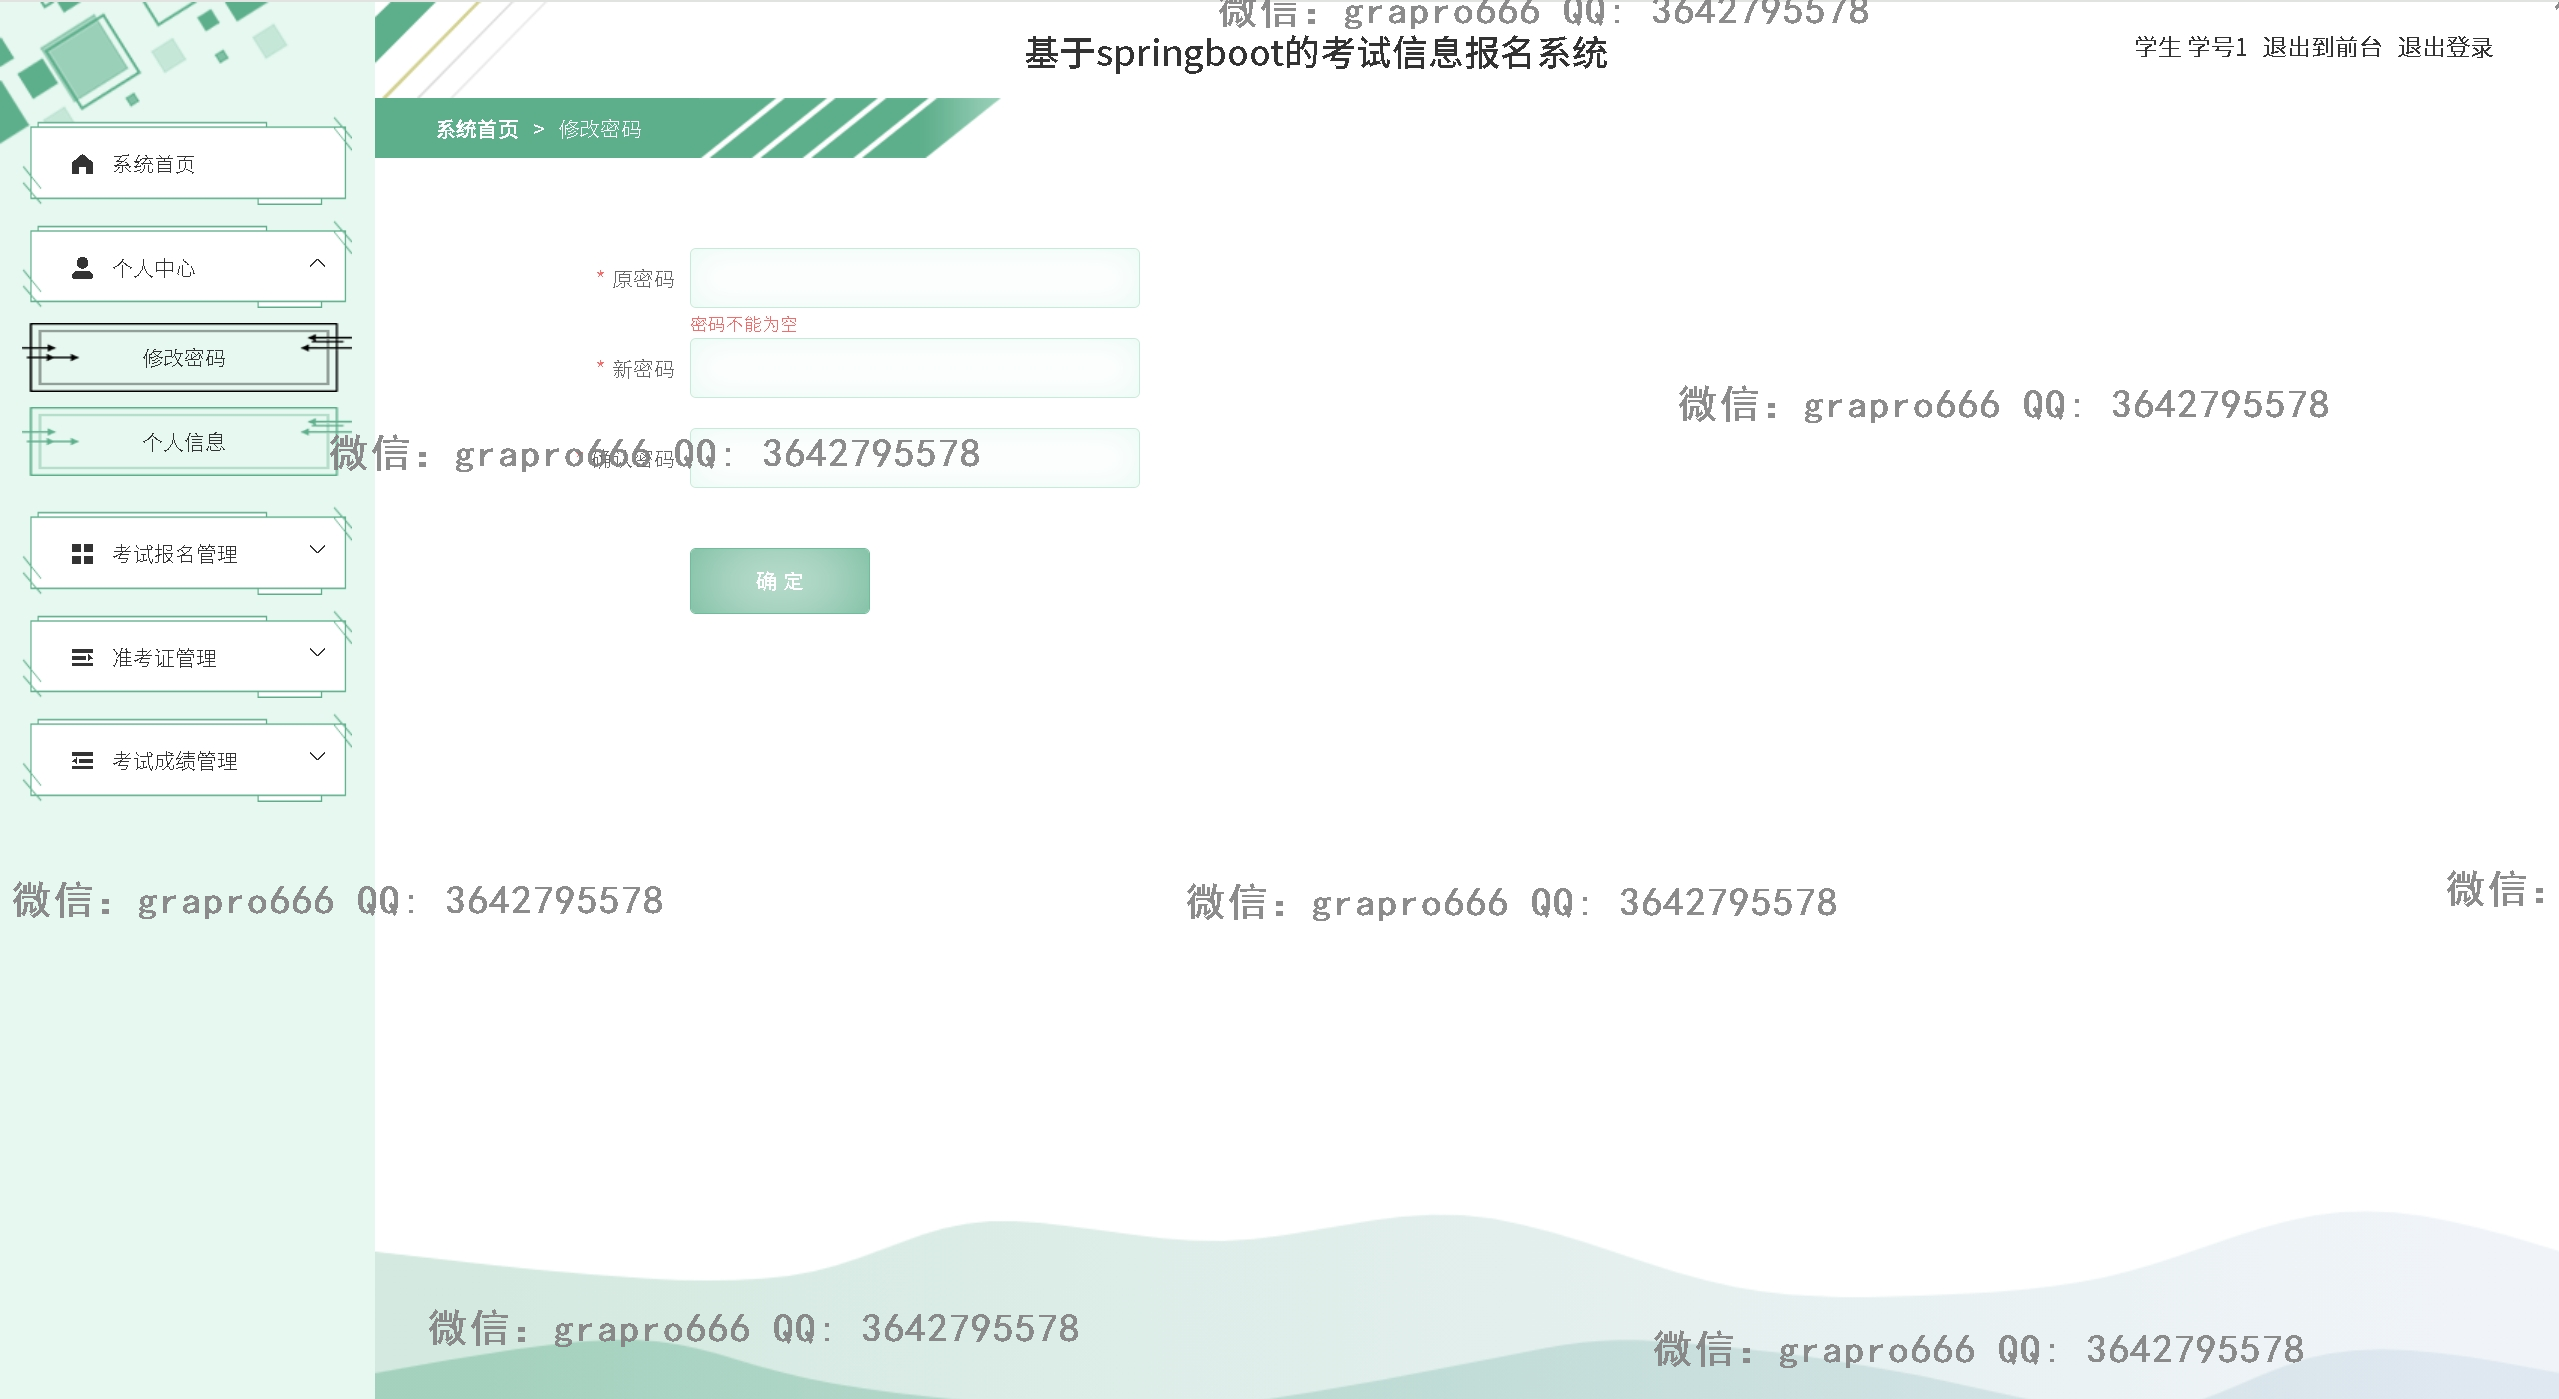 微信: grapro666 QQ: 3642795578
基于springboot的考试信息报名系统
学生 学号1 退出到前台 退出登录
系统首页 > 修改密码
系统首页
个人中心
修改密码
个人信息
考试报名管理
准考证管理
考试成绩管理
* 原密码
密码不能为空
* 新密码
确认密码
确 定
微信: grapro666 QQ: 3642795578
微信: grapro666 QQ: 3642795578
微信: grapro666 QQ: 3642795578
微信: grapro666 QQ: 3642795578
微信:
微信: grapro666 QQ: 3642795578
微信: grapro666 QQ: 3642795578